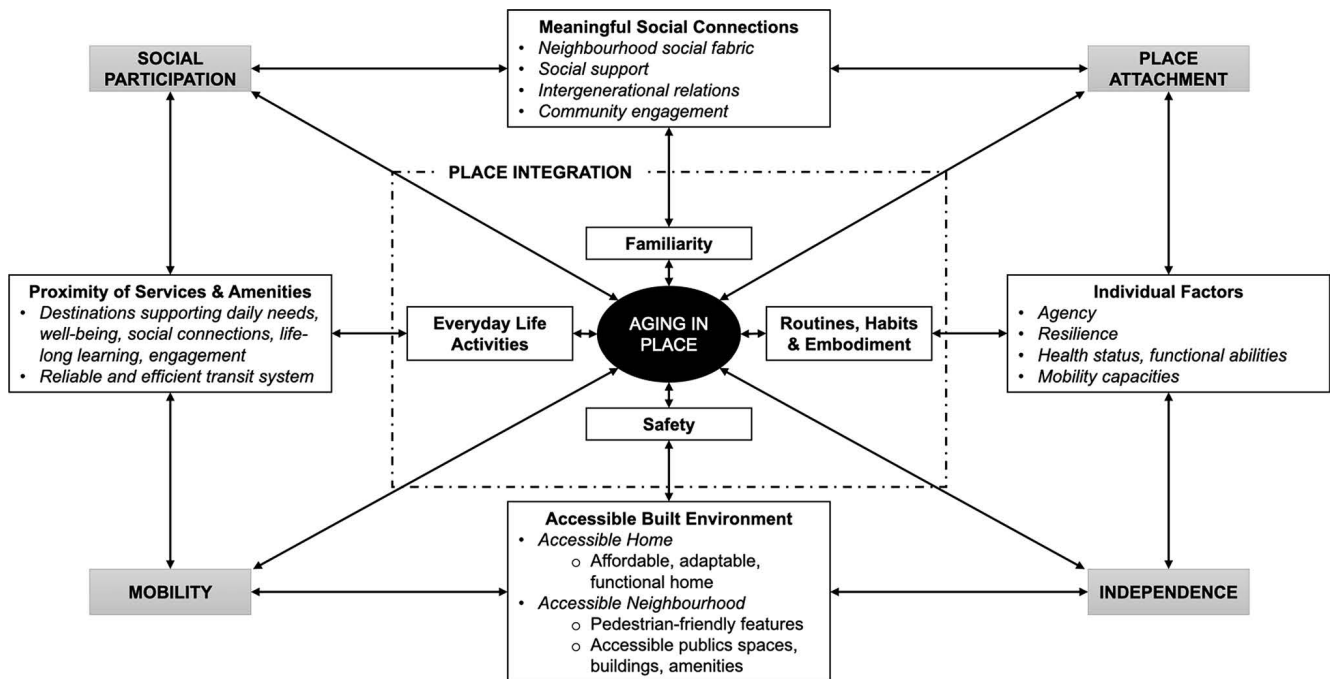 Meaningful Social Connections
• Neighbourhood social fabric
• Social support
• Intergenerational relations
• Community engagement
SOCIAL
PARTICIPATION
PLACE
ATTACHMENT
PLACE INTEGRATION
Familiarity
Proximity of Services & Amenities
• Destinations supporting daily needs,
well-being, social connections, life-
long learning, engagement
• Reliable and efficient transit system
Everyday Life
Activities
AGING IN
PLACE
Routines, Habits
& Embodiment
Individual Factors
• Agency
• Resilience
• Health status, functional abilities
• Mobility capacities
Safety
Accessible Built Environment
• Accessible Home
o Affordable, adaptable,
functional home
• Accessible Neighbourhood
o Pedestrian-friendly features
o Accessible publics spaces,
buildings, amenities
MOBILITY
INDEPENDENCE